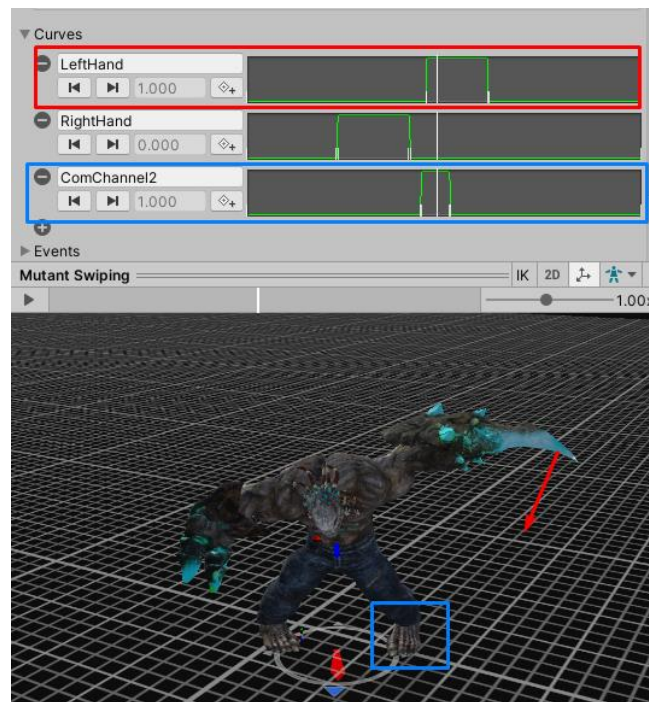 Curves
LeftHand
1.000
RightHand
0.000
ComChannel2
1.000
Events
Mutant Swiping IK 2D
1.00